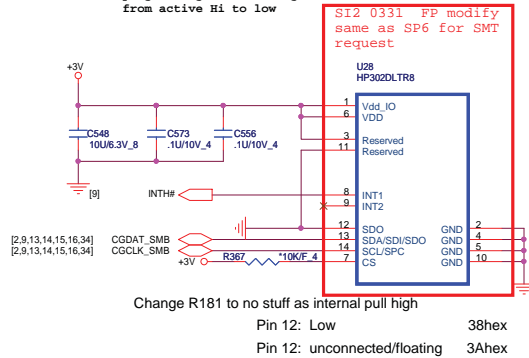 from active Hi to low
SI2 0331 FP modify
same as SP6 for SMT
request
U28
HP302DLTR8
+3V
1 Vdd_IO
6 VDD
3 Reserved
11 Reserved
C548
10U/6.3V_8
C573
.1U/10V_4
C556
.1U/10V_4
[9] INTH#
8 INT1
9 INT2
12 SDO
13 SDA/SDI/SDO
14 SCL/SPC
7 CS
GND 2
GND 4
GND 5
GND 10
[2,9,13,14,15,16,34] CGDAT_SMB
[2,9,13,14,15,16,34] CGCLK_SMB
+3V R367 *10K/F_4
Change R181 to no stuff as internal pull high
Pin 12: Low 38hex
Pin 12: unconnected/floating 3Ahex